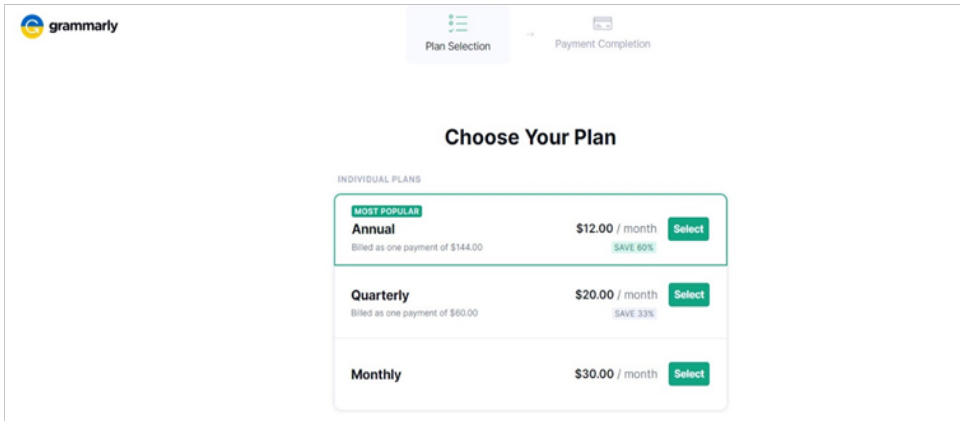 grammarly
Plan Selection
→
Payment Completion
Choose Your Plan
INDIVIDUAL PLANS
MOST POPULAR
Annual
$12.00 / month
Select
Billed as one payment of $144.00
SAVE 60%
Quarterly
$20.00 / month
Select
Billed as one payment of $60.00
SAVE 33%
Monthly
$30.00 / month
Select